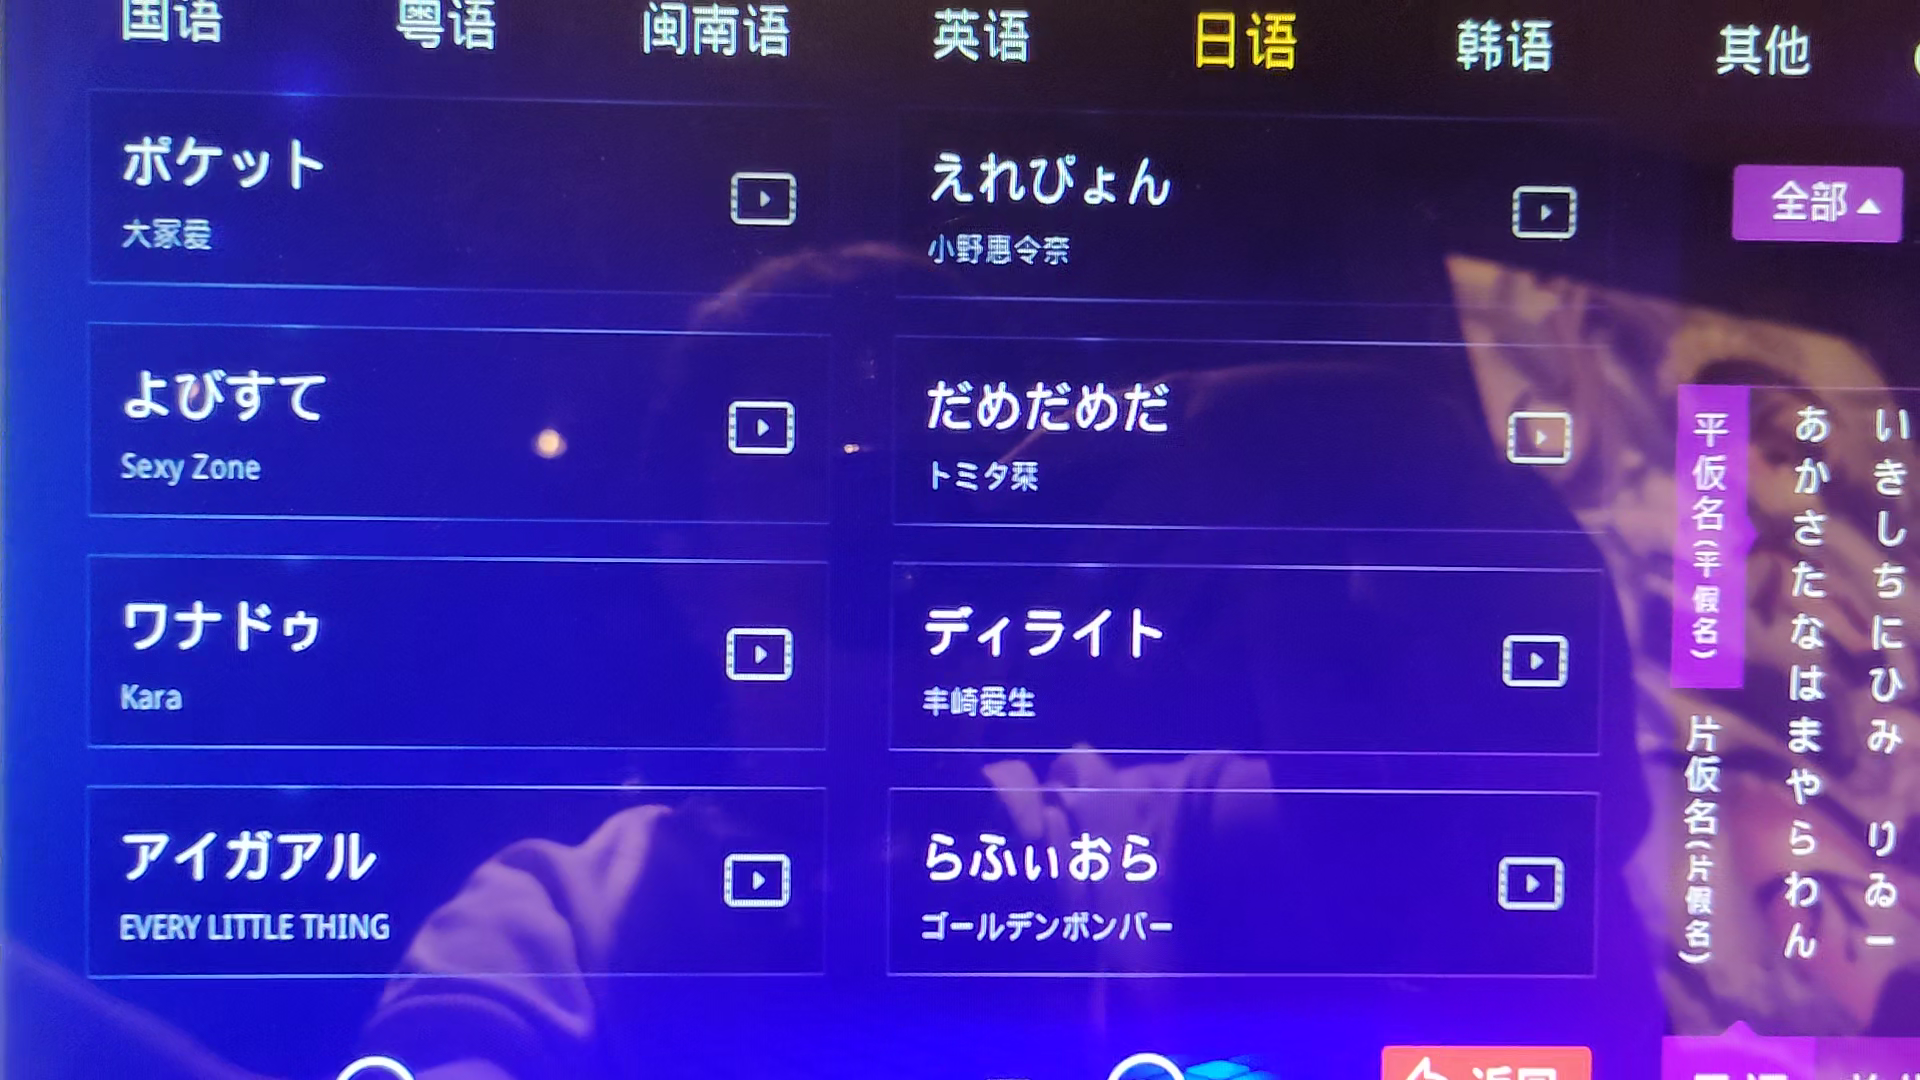 国语 粤语 闽南语 英语 日语 韩语 其他
全部
ポケット
大冢爱
えれぴょん
小野恵令奈
よびすて
Sexy Zone
だめだめだ
トミタ栞
ワナドゥ
Kara
ディライト
丰崎爱生
アイガアル
EVERY LITTLE THING
らふぃおら
ゴールデンボンバー
平仮名(平假名)
片仮名(片假名)
あかさたなはまやらわん
いきしちにひみ りゐー
返回